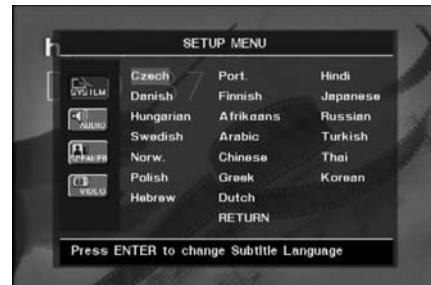 SETUP MENU
SYSTEM
AUDIO
SPEAKER
VIDEO
Czech Port. Hindi
Danish Finnish Japanese
Hungarian Afrikaans Russian
Swedish Arabic Turkish
Norw. Chinese Thai
Polish Greek Korean
Hebrew Dutch
RETURN
Press ENTER to change Subtitle Language